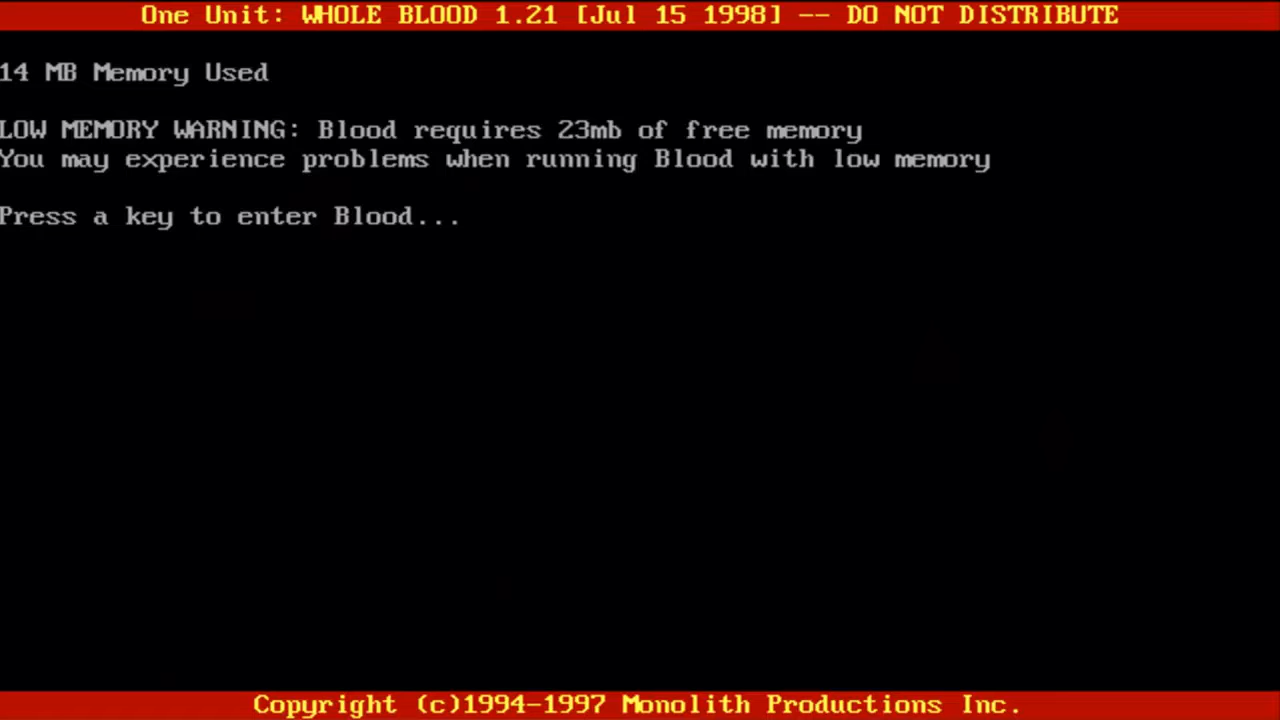 One Unit: WHOLE BLOOD 1.21 [Jul 15 1998] -- DO NOT DISTRIBUTE
14 MB Memory Used
LOW MEMORY WARNING: Blood requires 23mb of free memory
You may experience problems when running Blood with low memory
Press a key to enter Blood...
Copyright (c)1994-1997 Monolith Productions Inc.